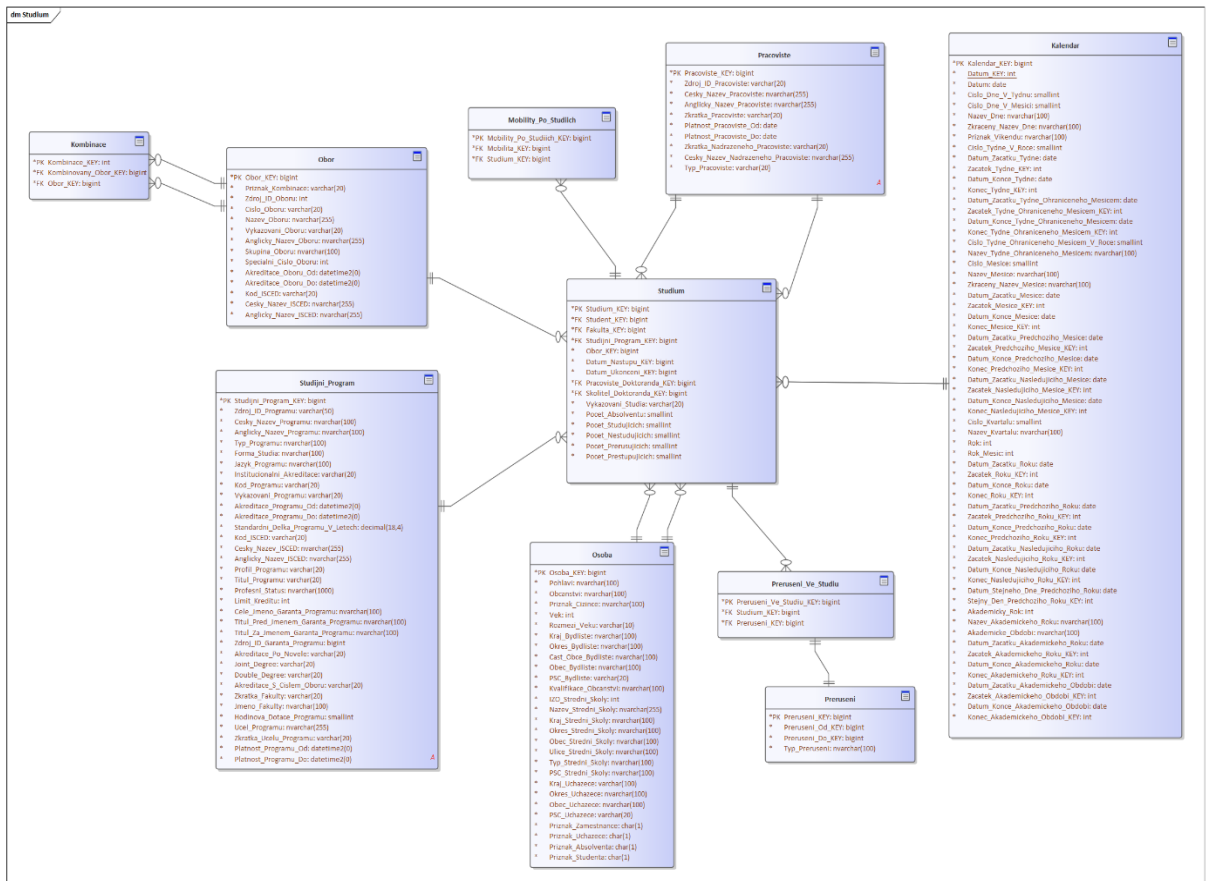 dm Studium
Kombinace
*PK Kombinace_KEY: int
*FK Kombinovany_Obor_KEY: bigint
*FK Obor_KEY: bigint
Obor
*PK Obor_KEY: bigint
* Priznak_Kombinace: varchar(20)
* Zdroj_ID_Oboru: int
* Cislo_Oboru: varchar(20)
* Nazev_Oboru: nvarchar(255)
* Vykazovani_Oboru: varchar(20)
* Anglicky_Nazev_Oboru: nvarchar(255)
* Skupina_Oboru: nvarchar(100)
* Specialni_Cislo_Oboru: int
* Akreditace_Oboru_Od: datetime2(0)
* Akreditace_Oboru_Do: datetime2(0)
* Kod_ISCED: varchar(20)
* Cesky_Nazev_ISCED: nvarchar(255)
* Anglicky_Nazev_ISCED: nvarchar(255)
Mobility_Po_Studiich
*PK Mobility_Po_Studiich_KEY: bigint
*FK Mobilita_KEY: bigint
*FK Studium_KEY: bigint
Pracoviste
*PK Pracoviste_KEY: bigint
* Zdroj_ID_Pracoviste: varchar(20)
* Cesky_Nazev_Pracoviste: nvarchar(255)
* Anglicky_Nazev_Pracoviste: nvarchar(255)
* Zkratka_Pracoviste: varchar(20)
* Platnost_Pracoviste_Od: date
* Platnost_Pracoviste_Do: date
* Zkratka_Nadrazeneho_Pracoviste: varchar(20)
* Cesky_Nazev_Nadrazeneho_Pracoviste: nvarchar(255)
* Typ_Pracoviste: varchar(20)
Studium
*PK Studium_KEY: bigint
*FK Student_KEY: bigint
*FK Fakulta_KEY: bigint
*FK Studijni_Program_KEY: bigint
* Obor_KEY: bigint
* Datum_Nastupu_KEY: bigint
* Datum_Ukonceni_KEY: bigint
*FK Pracoviste_Doktoranda_KEY: bigint
*FK Skolitel_Doktoranda_KEY: bigint
* Vykazovani_Studia: varchar(20)
* Pocet_Absolventu: smallint
* Pocet_Studujicich: smallint
* Pocet_Nestudujicich: smallint
* Pocet_Prerusujicich: smallint
* Pocet_Prestupujicich: smallint
Studijni_Program
*PK Studijni_Program_KEY: bigint
* Zdroj_ID_Programu: varchar(50)
* Cesky_Nazev_Programu: nvarchar(100)
* Anglicky_Nazev_Programu: nvarchar(100)
* Typ_Programu: nvarchar(100)
* Forma_Studia: nvarchar(100)
* Jazyk_Programu: nvarchar(100)
* Institucionalni_Akreditace: varchar(20)
* Kod_Programu: varchar(20)
* Vykazovani_Programu: varchar(20)
* Akreditace_Programu_Od: datetime2(0)
* Akreditace_Programu_Do: datetime2(0)
* Standardni_Delka_Programu_V_Letech: decimal(18,4)
* Kod_ISCED: varchar(20)
* Cesky_Nazev_ISCED: nvarchar(255)
* Anglicky_Nazev_ISCED: nvarchar(255)
* Profil_Programu: varchar(20)
* Titul_Programu: varchar(20)
* Profesni_Status: nvarchar(1000)
* Limit_Kreditu: int
* Cele_Jmeno_Garanta_Programu: nvarchar(100)
* Titul_Pred_Jmenem_Garanta_Programu: nvarchar(100)
* Titul_Za_Jmenem_Garanta_Programu: nvarchar(100)
* Zdroj_ID_Garanta_Programu: bigint
* Akreditace_Po_Novele: varchar(20)
* Joint_Degree: varchar(20)
* Double_Degree: varchar(20)
* Akreditace_S_Cislem_Oboru: varchar(20)
* Zkratka_Fakulty: varchar(20)
* Jmeno_Fakulty: nvarchar(100)
* Hodinova_Dotace_Programu: smallint
* Ucel_Programu: nvarchar(255)
* Zkratka_Ucelu_Programu: varchar(20)
* Platnost_Programu_Od: datetime2(0)
* Platnost_Programu_Do: datetime2(0)
Osoba
*PK Osoba_KEY: bigint
* Pohlavi: nvarchar(100)
* Obcanstvi: nvarchar(100)
* Priznak_Cizince: nvarchar(100)
* Vek: int
* Rozmezi_Veku: varchar(10)
* Kraj_Bydliste: nvarchar(100)
* Okres_Bydliste: nvarchar(100)
* Cast_Obce_Bydliste: nvarchar(100)
* Obec_Bydliste: nvarchar(100)
* PSC_Bydliste: varchar(20)
* Kvalifikace_Obcanstvi: nvarchar(100)
* IZO_Stredni_Skoly: int
* Nazev_Stredni_Skoly: nvarchar(255)
* Kraj_Stredni_Skoly: nvarchar(100)
* Okres_Stredni_Skoly: nvarchar(100)
* Obec_Stredni_Skoly: nvarchar(100)
* Ulice_Stredni_Skoly: nvarchar(100)
* Typ_Stredni_Skoly: nvarchar(100)
* PSC_Stredni_Skoly: nvarchar(100)
* Kraj_Uchazece: varchar(100)
* Okres_Uchazece: nvarchar(100)
* Obec_Uchazece: nvarchar(100)
* PSC_Uchazece: varchar(20)
* Priznak_Zamestnance: char(1)
* Priznak_Uchazece: char(1)
* Priznak_Absolventa: char(1)
* Priznak_Studenta: char(1)
Preruseni_Ve_Studiu
*PK Preruseni_Ve_Studiu_KEY: bigint
*FK Studium_KEY: bigint
*FK Preruseni_KEY: bigint
Preruseni
*PK Preruseni_KEY: bigint
* Preruseni_Od_KEY: bigint
* Preruseni_Do_KEY: bigint
* Typ_Preruseni: nvarchar(100)
Kalendar
*PK Kalendar_KEY: bigint
* Datum_KEY: int
* Datum: date
* Cislo_Dne_V_Tydnu: smallint
* Cislo_Dne_V_Mesici: smallint
* Nazev_Dne: nvarchar(100)
* Zkraceny_Nazev_Dne: nvarchar(100)
* Priznak_Vikendu: nvarchar(100)
* Cislo_Tydne_V_Roce: smallint
* Datum_Zacatku_Tydne: date
* Zacatek_Tydne_KEY: int
* Datum_Konce_Tydne: date
* Konec_Tydne_KEY: int
* Datum_Zacatku_Tydne_Ohraniceneho_Mesicem: date
* Zacatek_Tydne_Ohraniceneho_Mesicem_KEY: int
* Datum_Konce_Tydne_Ohraniceneho_Mesicem: date
* Konec_Tydne_Ohraniceneho_Mesicem_KEY: int
* Cislo_Tydne_Ohraniceneho_Mesicem_V_Roce: smallint
* Nazev_Tydne_Ohraniceneho_Mesicem: nvarchar(100)
* Cislo_Mesice: smallint
* Nazev_Mesice: nvarchar(100)
* Zkraceny_Nazev_Mesice: nvarchar(100)
* Datum_Zacatku_Mesice: date
* Zacatek_Mesice_KEY: int
* Datum_Konce_Mesice: date
* Konec_Mesice_KEY: int
* Datum_Zacatku_Predchoziho_Mesice: date
* Zacatek_Predchoziho_Mesice_KEY: int
* Datum_Konce_Predchoziho_Mesice: date
* Konec_Predchoziho_Mesice_KEY: int
* Datum_Zacatku_Nasledujiciho_Mesice: date
* Zacatek_Nasledujiciho_Mesice_KEY: int
* Datum_Konce_Nasledujiciho_Mesice: date
* Konec_Nasledujiciho_Mesice_KEY: int
* Cislo_Kvartalu: smallint
* Nazev_Kvartalu: nvarchar(100)
* Rok: int
* Rok_Mesic: int
* Datum_Zacatku_Roku: date
* Zacatek_Roku_KEY: int
* Datum_Konce_Roku: date
* Konec_Roku_KEY: int
* Datum_Zacatku_Predchoziho_Roku: date
* Zacatek_Predchoziho_Roku_KEY: int
* Datum_Konce_Predchoziho_Roku: date
* Konec_Predchoziho_Roku_KEY: int
* Datum_Zacatku_Nasledujiciho_Roku: date
* Zacatek_Nasledujiciho_Roku_KEY: int
* Datum_Konce_Nasledujiciho_Roku: date
* Konec_Nasledujiciho_Roku_KEY: int
* Datum_Stejneho_Dne_Predchoziho_Roku: date
* Stejny_Den_Predchoziho_Roku_KEY: int
* Akademicky_Rok: int
* Nazev_Akademickeho_Roku: nvarchar(100)
* Akademicke_Obdobi: nvarchar(100)
* Datum_Zacatku_Akademickeho_Roku: date
* Zacatek_Akademickeho_Roku_KEY: int
* Datum_Konce_Akademickeho_Roku: date
* Konec_Akademickeho_Roku_KEY: int
* Datum_Zacatku_Akademickeho_Obdobi: date
* Zacatek_Akademickeho_Obdobi_KEY: int
* Datum_Konce_Akademickeho_Obdobi: date
* Konec_Akademickeho_Obdobi_KEY: int